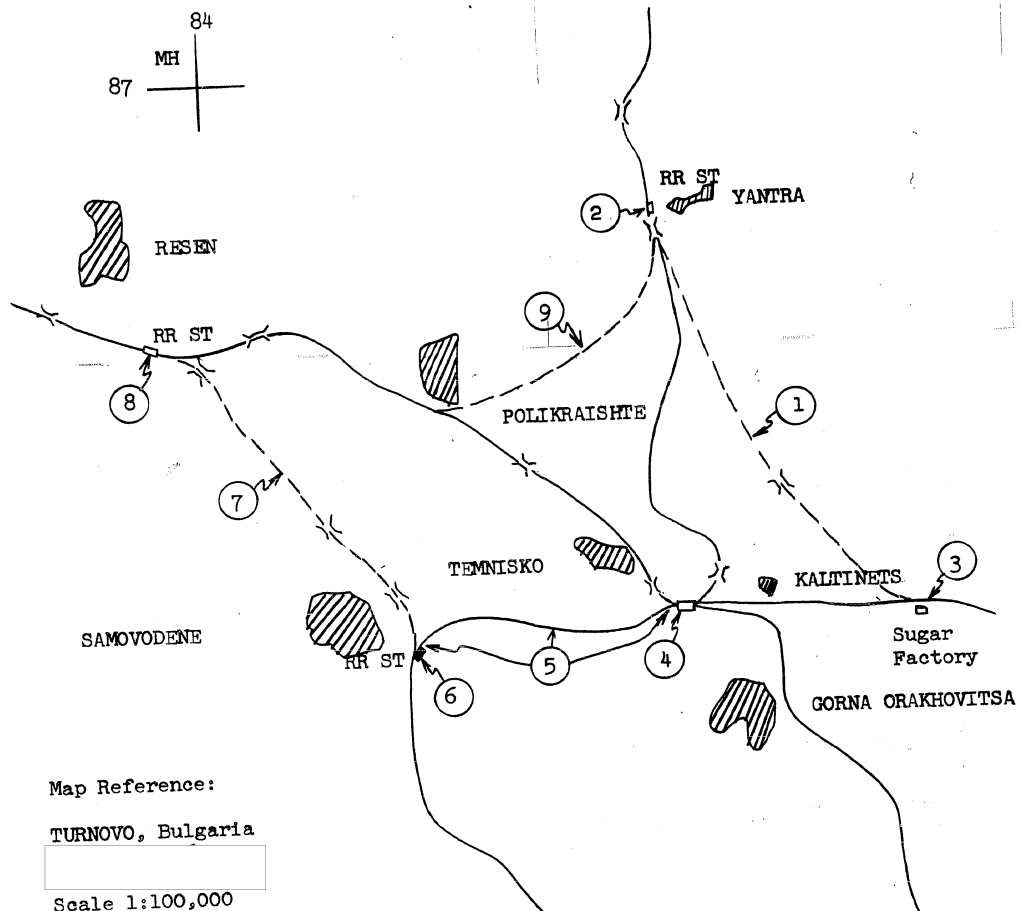 84
MH
87
RR ST
2
YANTRA
RESEN
9
RR ST
8
1
POLIKRAISHTE
7
TEMNISKO
KALTINETS
3
SAMOVODENE
RR ST
5
4
Sugar
Factory
6
GORNA ORAKHOVITSA
Map Reference:
TURNOVO, Bulgaria
Scale 1:100,000